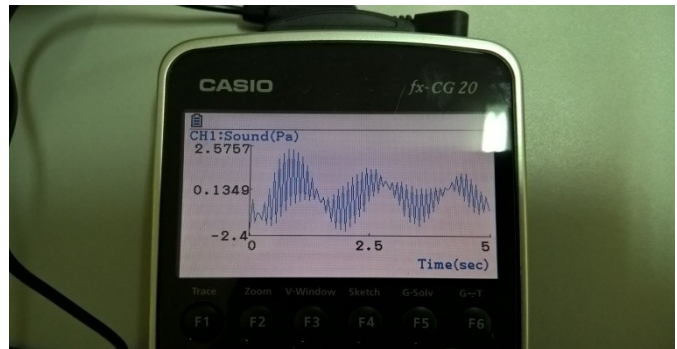 CASIO fx-CG 20
CH1:Sound(Pa)
2.5757
0.1349
-2.4
0 2.5 5
Time(sec)
Trace Zoom V-Window Sketch G-Solv G↔T
F1 F2 F3 F4 F5 F6